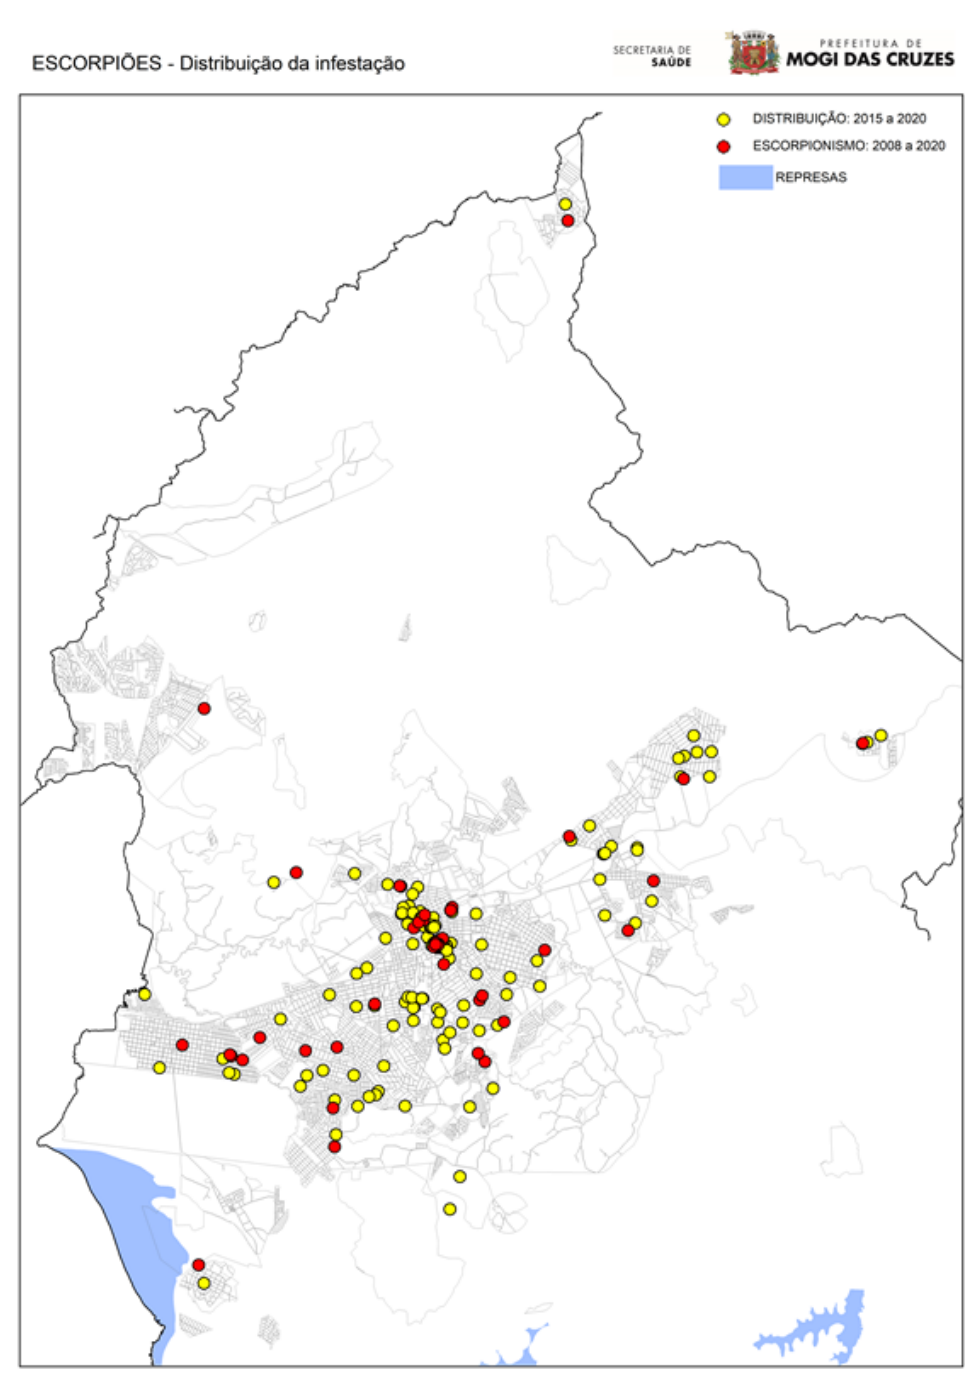 ESCORPIÕES - Distribuição da infestação
SECRETARIA DE
SAÚDE
PREFEITURA DE
MOGI DAS CRUZES
DISTRIBUIÇÃO: 2015 a 2020
ESCORPIONISMO: 2008 a 2020
REPRESAS